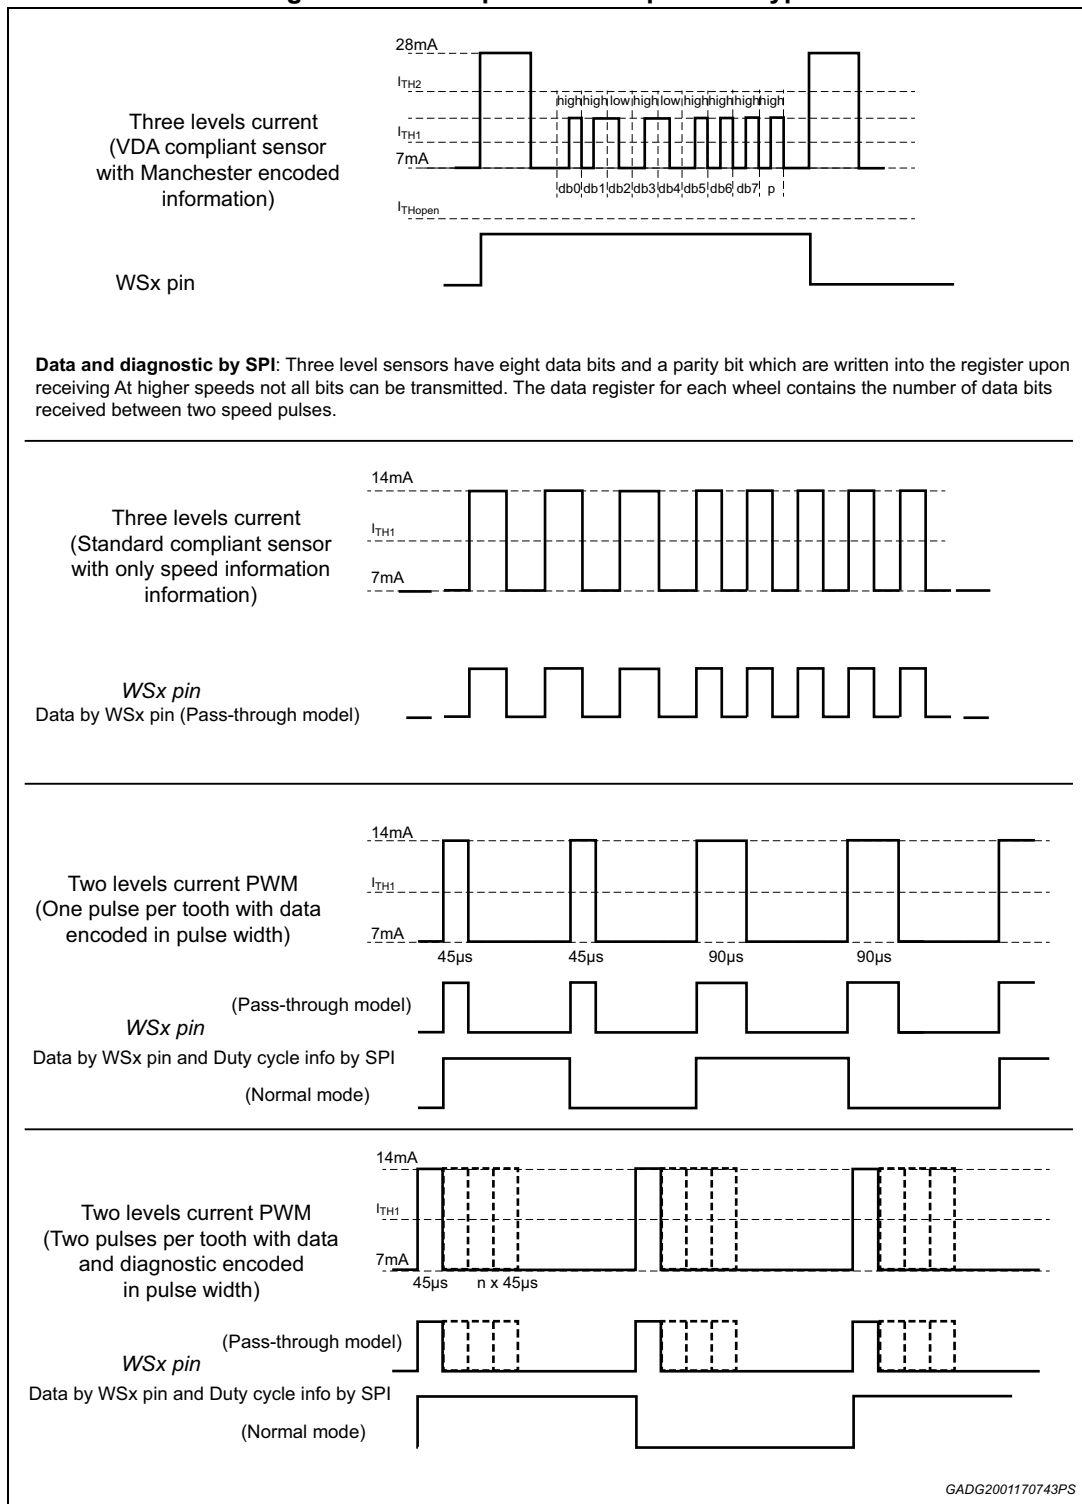 28mA
I_TH2
high high low high low high high high high
Three levels current
(VDA compliant sensor
with Manchester encoded
information)
I_TH1
7mA
db0 db1 db2 db3 db4 db5 db6 db7 p
I_THopen
WSx pin
Data and diagnostic by SPI: Three level sensors have eight data bits and a parity bit which are written into the register upon
receiving At higher speeds not all bits can be transmitted. The data register for each wheel contains the number of data bits
received between two speed pulses.
14mA
Three levels current
(Standard compliant sensor
with only speed information
information)
I_TH1
7mA
WSx pin
Data by WSx pin (Pass-through model)
14mA
Two levels current PWM
(One pulse per tooth with data
encoded in pulse width)
I_TH1
7mA
45µs 45µs 90µs 90µs
(Pass-through model)
WSx pin
Data by WSx pin and Duty cycle info by SPI
(Normal mode)
14mA
Two levels current PWM
(Two pulses per tooth with data
and diagnostic encoded
in pulse width)
I_TH1
7mA
45µs n x 45µs
(Pass-through model)
WSx pin
Data by WSx pin and Duty cycle info by SPI
(Normal mode)
GADG2001170743PS